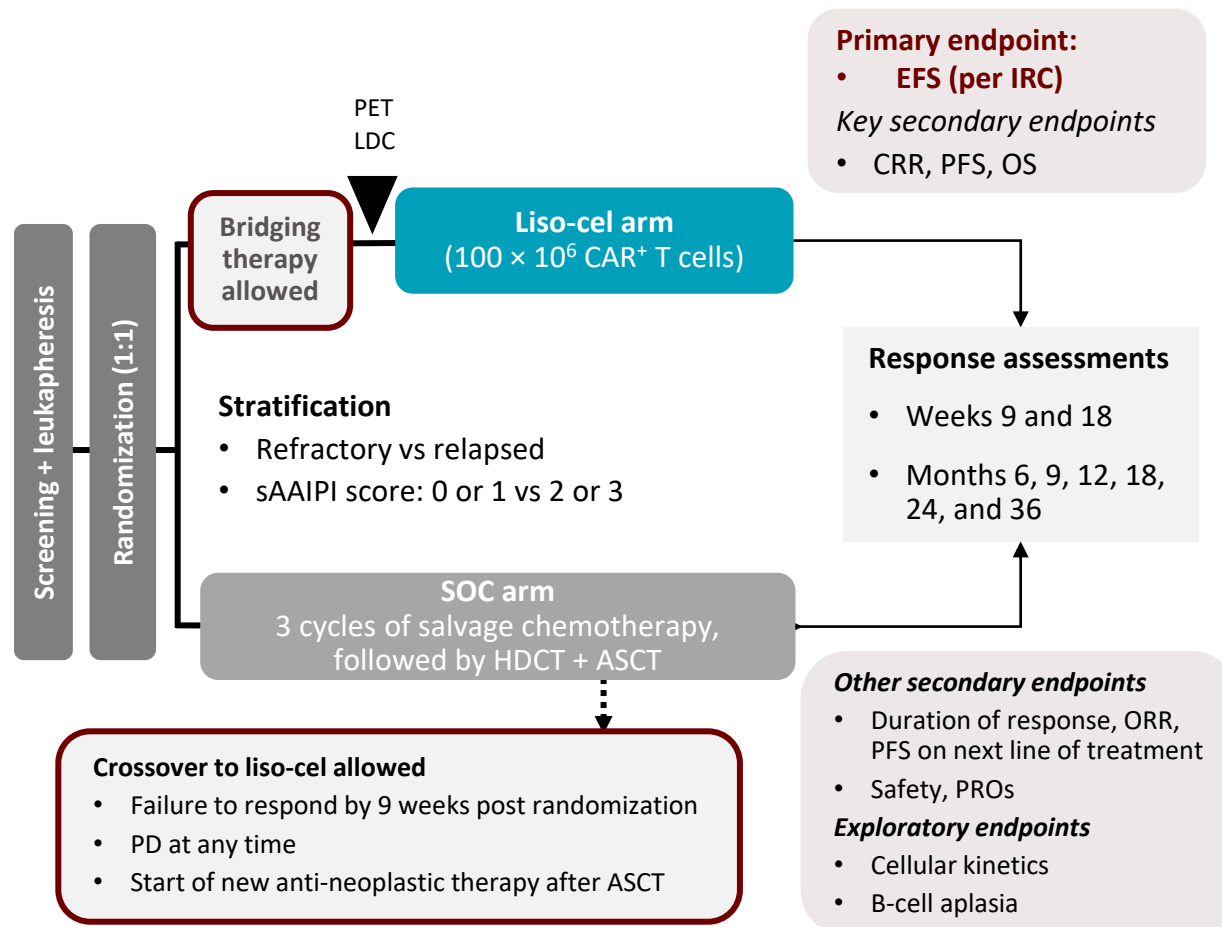 Primary endpoint:
• EFS (per IRC)
Key secondary endpoints
• CRR, PFS, OS
PET
LDC
Screening + leukapheresis
Randomization (1:1)
Bridging
therapy
allowed
Liso-cel arm
(100 × 10⁶ CAR⁺ T cells)
Stratification
• Refractory vs relapsed
• sAAIPI score: 0 or 1 vs 2 or 3
Response assessments
• Weeks 9 and 18
• Months 6, 9, 12, 18,
24, and 36
SOC arm
3 cycles of salvage chemotherapy,
followed by HDCT + ASCT
Crossover to liso-cel allowed
• Failure to respond by 9 weeks post randomization
• PD at any time
• Start of new anti-neoplastic therapy after ASCT
Other secondary endpoints
• Duration of response, ORR,
PFS on next line of treatment
• Safety, PROs
Exploratory endpoints
• Cellular kinetics
• B-cell aplasia